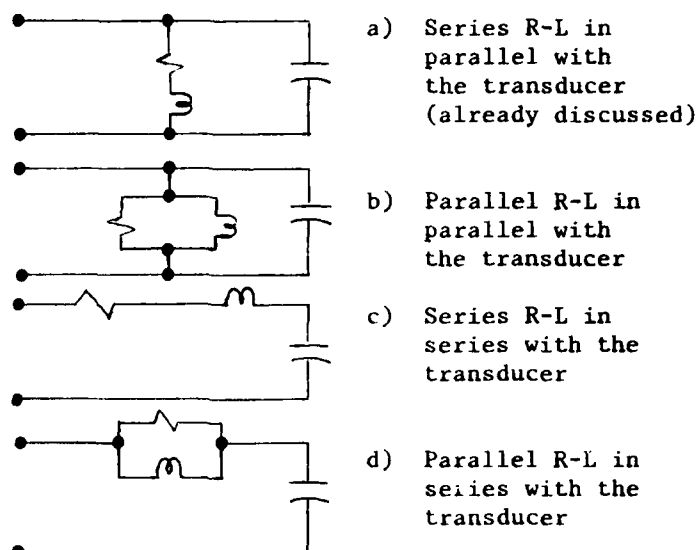 a) Series R-L in
parallel with
the transducer
(already discussed)
b) Parallel R-L in
parallel with
the transducer
c) Series R-L in
series with the
transducer
d) Parallel R-L in
series with the
transducer